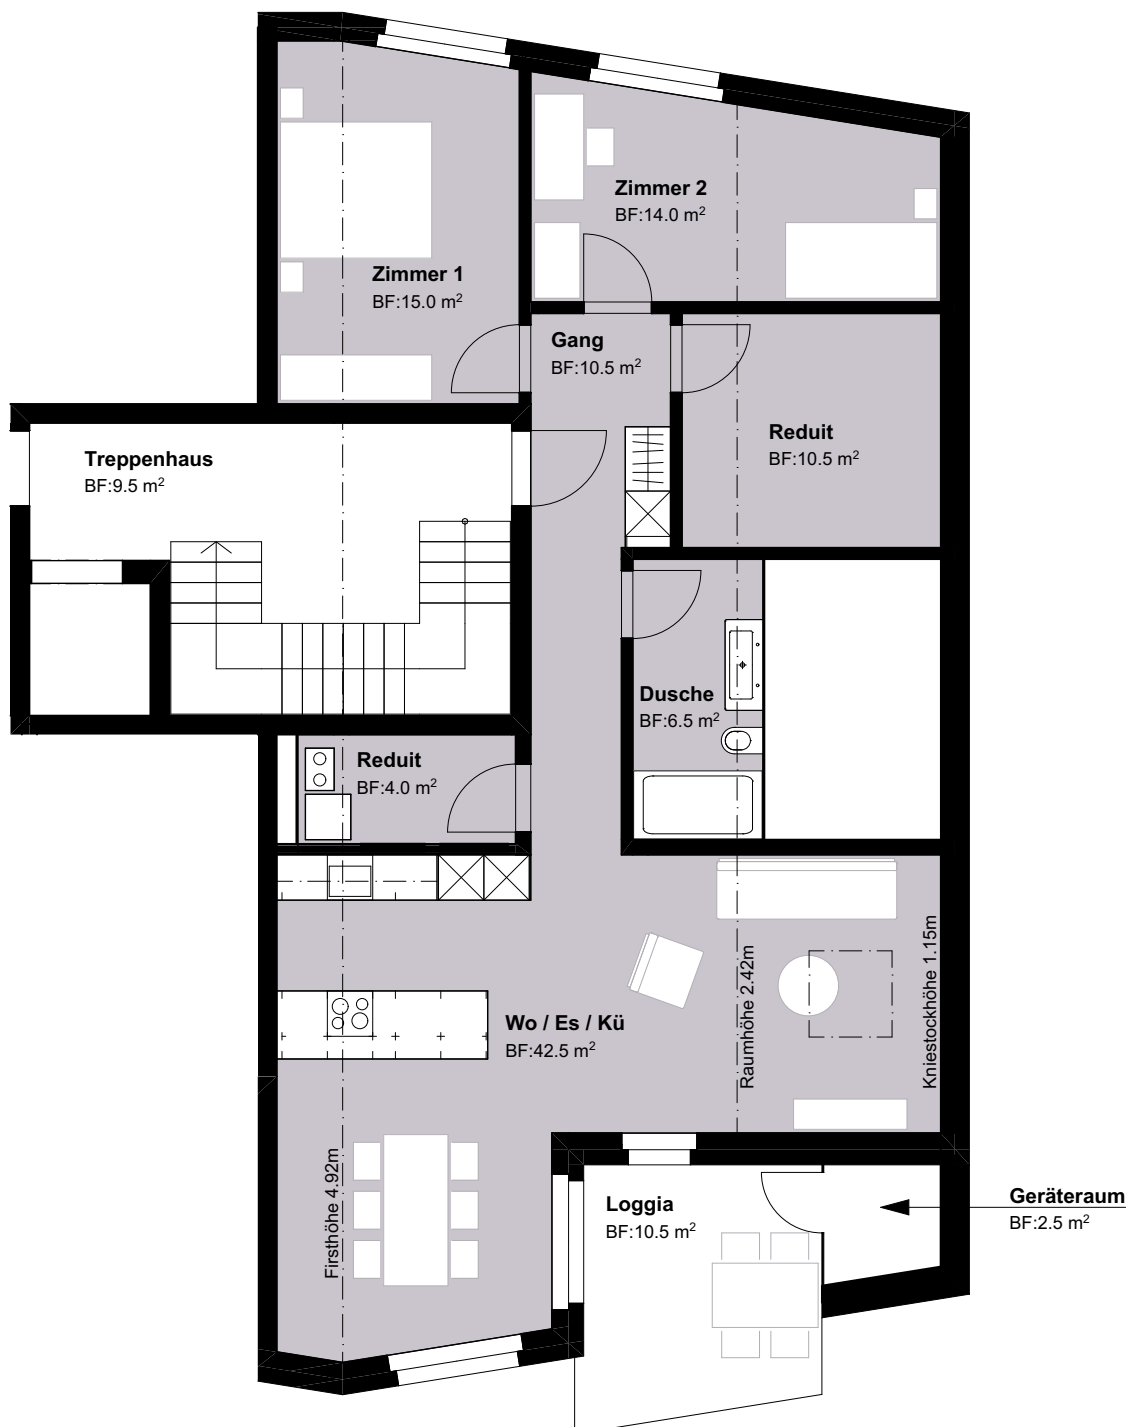 Zimmer 2
BF:14.0 m²
Zimmer 1
BF:15.0 m²
Gang
BF:10.5 m²
Reduit
BF:10.5 m²
Treppenhaus
BF:9.5 m²
Dusche
BF:6.5 m²
Reduit
BF:4.0 m²
Raumhöhe 2.42m
Kniestockhöhe 1.15m
Wo / Es / Kü
BF:42.5 m²
Firsthöhe 4.92m
Loggia
BF:10.5 m²
Geräteraum
BF:2.5 m²